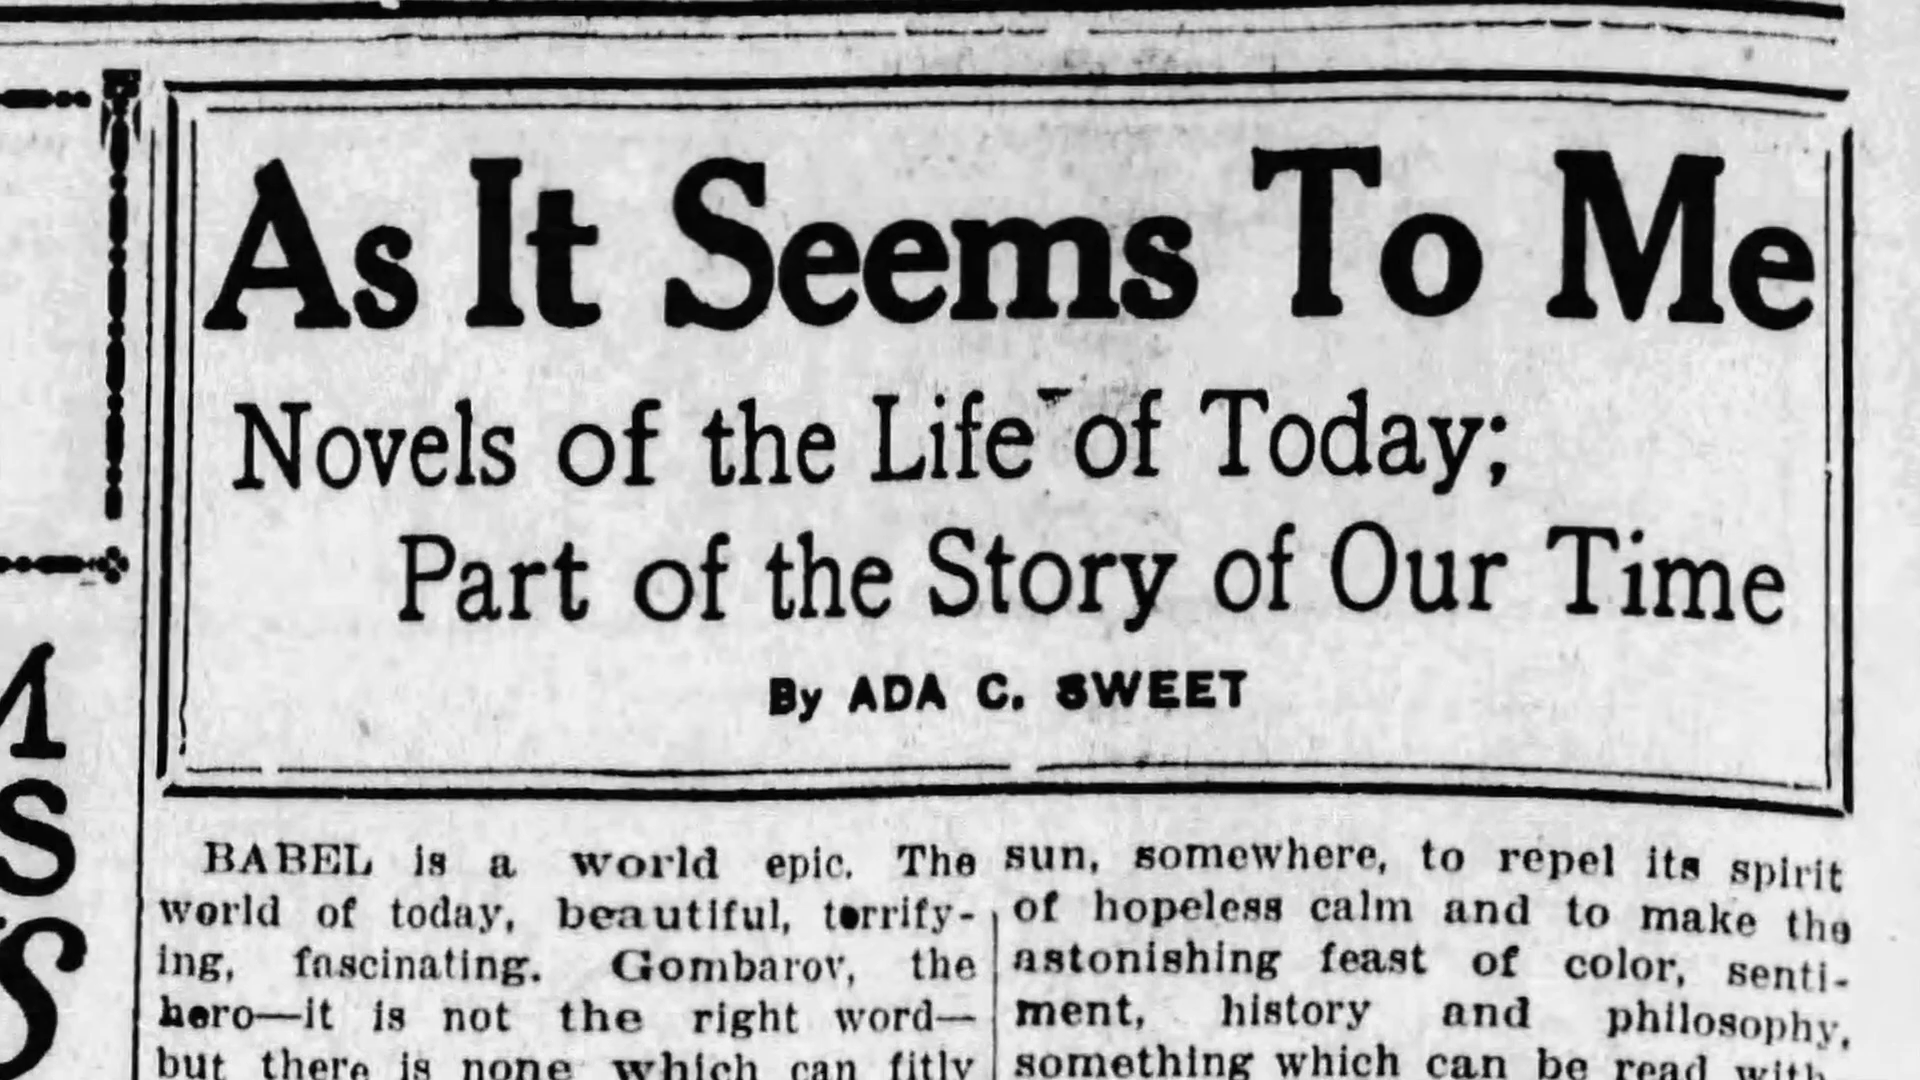 As It Seems To Me
Novels of the Life of Today;
Part of the Story of Our Time
By ADA C. SWEET
BABEL is a world epic. The
world of today, beautiful, terrify-
ing, fascinating. Gombarov, the
hero—it is not the right word—
but there is none which can fitly
sun, somewhere, to repel its spirit
of hopeless calm and to make the
astonishing feast of color, senti-
ment, history and philosophy,
something which can be read with
S
S